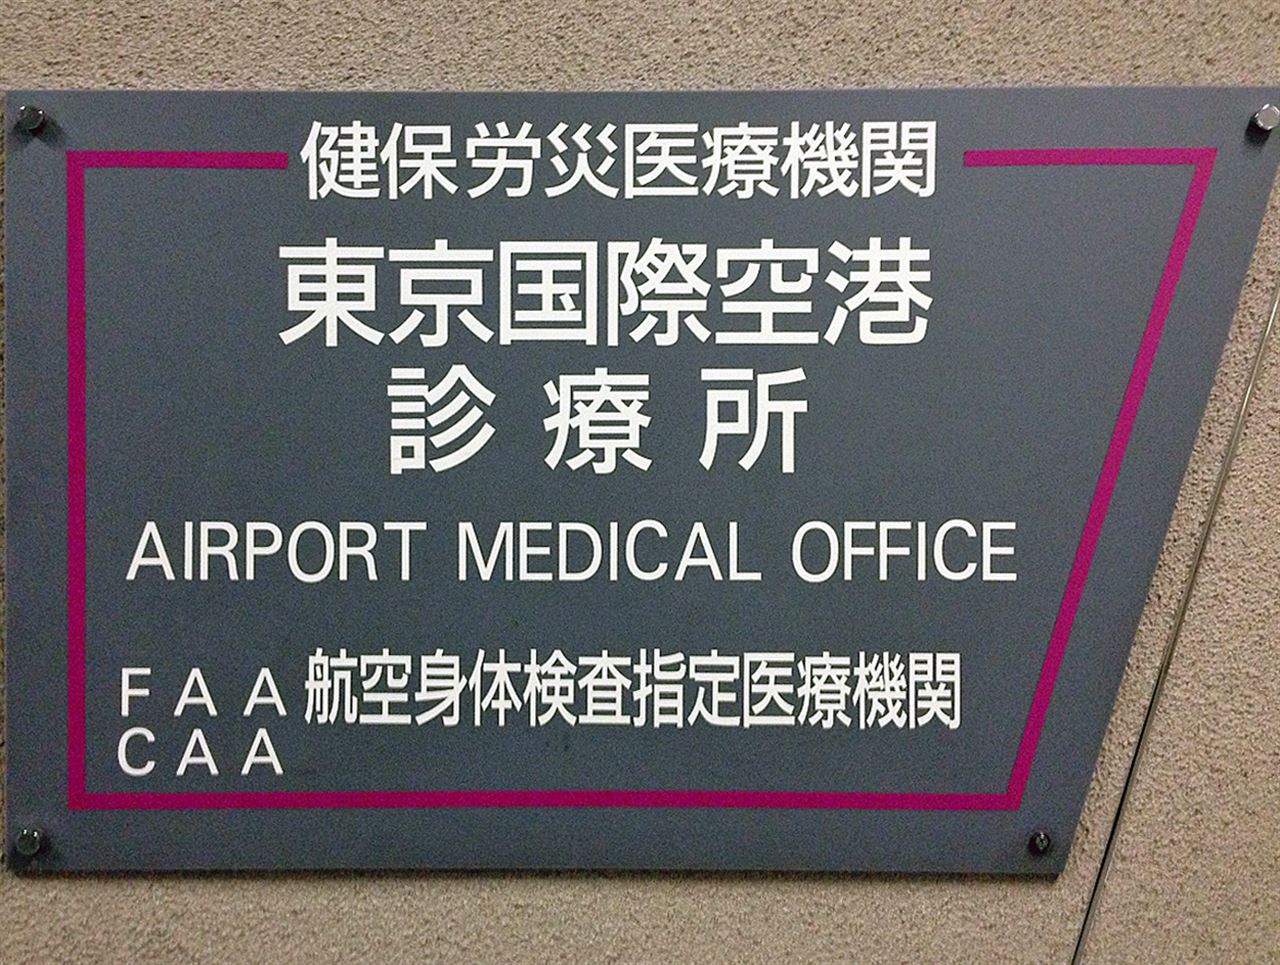 健保労災医療機関
東京国際空港
診療所
AIRPORT MEDICAL OFFICE
FAA 航空身体検査指定医療機関
CAA